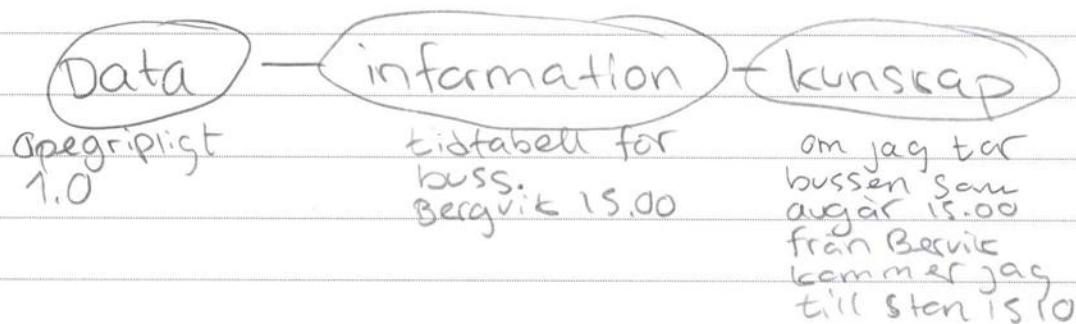 Data
information
kunskap
Opegripligt
1.0
tidtabell för
buss.
Bergvik 15.00
om jag tar
bussen som
avgår 15.00
från Bervik
kommer jag
till sten 15 10